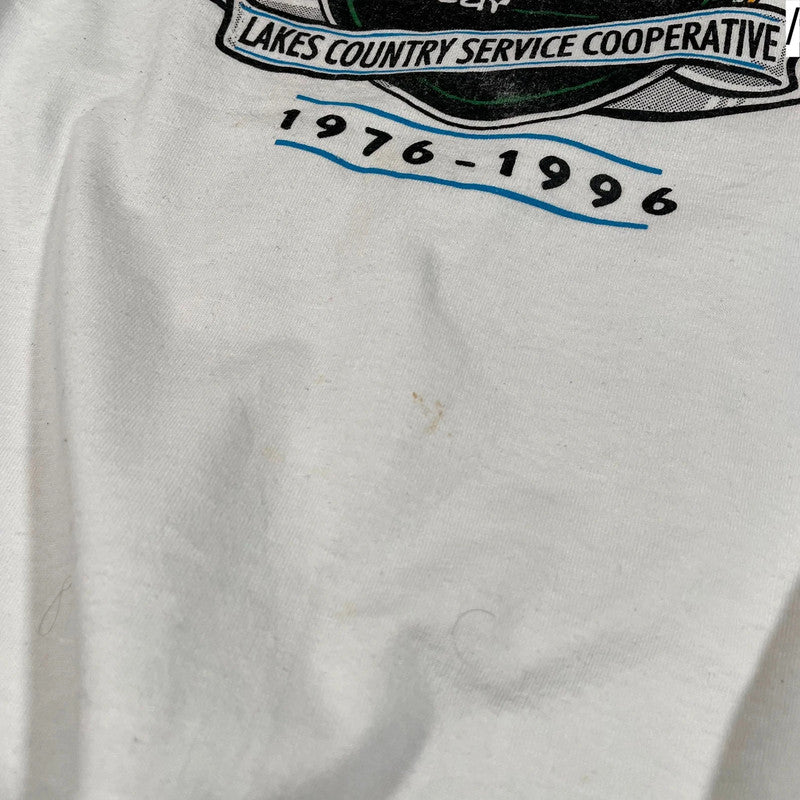 LAKES COUNTRY SERVICE COOPERATIVE
1976-1996